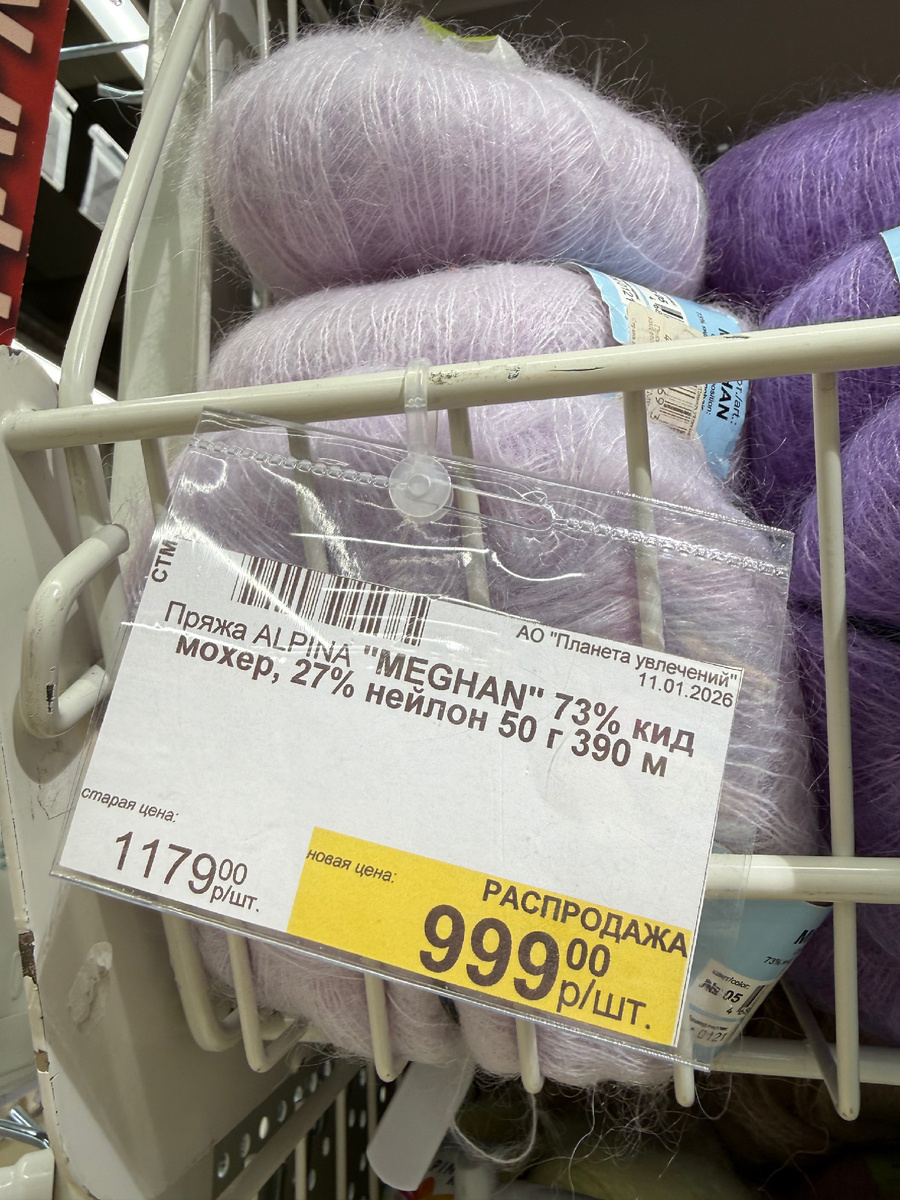 СТМ
АО "Планета увлечений"
11.01.2026
Пряжа ALPINA "MEGHAN" 73% кид
мохер, 27% нейлон 50 г 390 м
старая цена:
1179 00
р/шт.
новая цена:
РАСПРОДАЖА
999 00
р/шт.